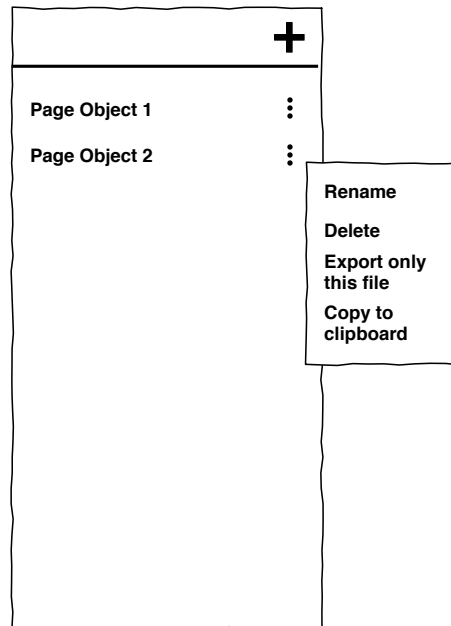 Page Object 1
Page Object 2
Rename
Delete
Export only
this file
Copy to
clipboard